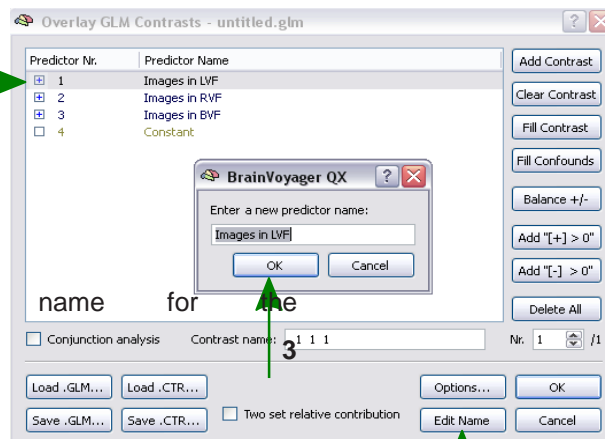 Overlay GLM Contrasts - untitled.glm
Predictor Nr. Predictor Name
1 Images in LVF
2 Images in RVF
3 Images in BVF
4 Constant
Add Contrast
Clear Contrast
Fill Contrast
Fill Confounds
Balance +/-
Add "[+] > 0"
Add "[-] > 0"
Delete All
BrainVoyager QX
Enter a new predictor name:
Images in LVF
OK Cancel
name for the
3
Conjunction analysis Contrast name: 1 1 1 Nr. 1 /1
Load .GLM... Load .CTR... Options... OK
Save .GLM... Save .CTR... Two set relative contribution Edit Name Cancel